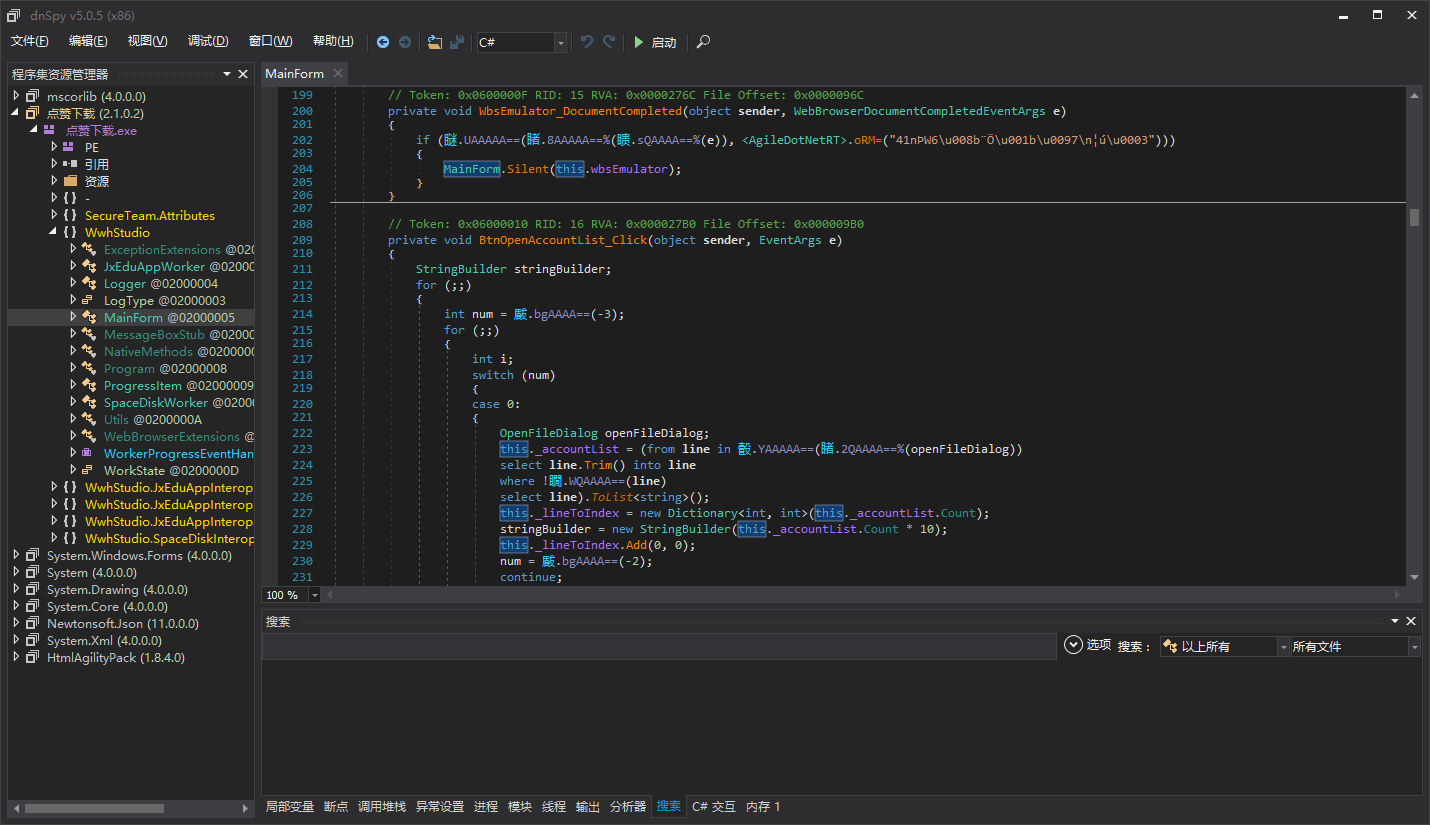 dnSpy v5.0.5 (x86)
文件(F) 编辑(E) 视图(V) 调试(D) 窗口(W) 帮助(H) C# 启动
程序集资源管理器
mscorlib (4.0.0.0)
点赞下载 (2.1.0.2)
点赞下载.exe
PE
引用
资源
{ } -
{ } SecureTeam.Attributes
{ } WwhStudio
ExceptionExtensions @020
JxEduAppWorker @02000
Logger @02000004
LogType @02000003
MainForm @02000005
MessageBoxStub @0200
NativeMethods @0200000
Program @02000008
ProgressItem @02000009
SpaceDiskWorker @0200
Utils @0200000A
WebBrowserExtensions @
WorkerProgressEventHan
WorkState @0200000D
{ } WwhStudio.JxEduAppInterop
{ } WwhStudio.JxEduAppInterop
{ } WwhStudio.JxEduAppInterop
{ } WwhStudio.SpaceDiskInterop
System.Windows.Forms (4.0.0.0)
System (4.0.0.0)
System.Drawing (4.0.0.0)
System.Core (4.0.0.0)
Newtonsoft.Json (11.0.0.0)
System.Xml (4.0.0.0)
HtmlAgilityPack (1.8.4.0)
MainForm
199 // Token: 0x0600000F RID: 15 RVA: 0x0000276C File Offset: 0x0000096C
200 private void WbsEmulator_DocumentCompleted(object sender, WebBrowserDocumentCompletedEventArgs e)
201 {
202 if (.UAAAAA==(.8AAAAA==%(.sQAAAA==%(e)), <AgileDotNetRT>.oRM=("41nÞW6\u008b¨Ö\u001b\u0097\n¦ú\u0003")))
203 {
204 MainForm.Silent(this.wbsEmulator);
205 }
206 }
207
208 // Token: 0x06000010 RID: 16 RVA: 0x000027B0 File Offset: 0x000009B0
209 private void BtnOpenAccountList_Click(object sender, EventArgs e)
210 {
211 StringBuilder stringBuilder;
212 for (;;)
213 {
214 int num = .bgAAAA==(-3);
215 for (;;)
216 {
217 int i;
218 switch (num)
219 {
220 case 0:
221 {
222 OpenFileDialog openFileDialog;
223 this._accountList = (from line in .YAAAAA==(.2QAAAA==%(openFileDialog))
224 select line.Trim() into line
225 where !.WQAAAA==(line)
226 select line).ToList<string>();
227 this._lineToIndex = new Dictionary<int, int>(this._accountList.Count);
228 stringBuilder = new StringBuilder(this._accountList.Count * 10);
229 this._lineToIndex.Add(0, 0);
230 num = .bgAAAA==(-2);
231 continue;
100 %
搜索
选项 搜索： 以上所有 所有文件
局部变量 断点 调用堆栈 异常设置 进程 模块 线程 输出 分析器 搜索 C# 交互 内存 1